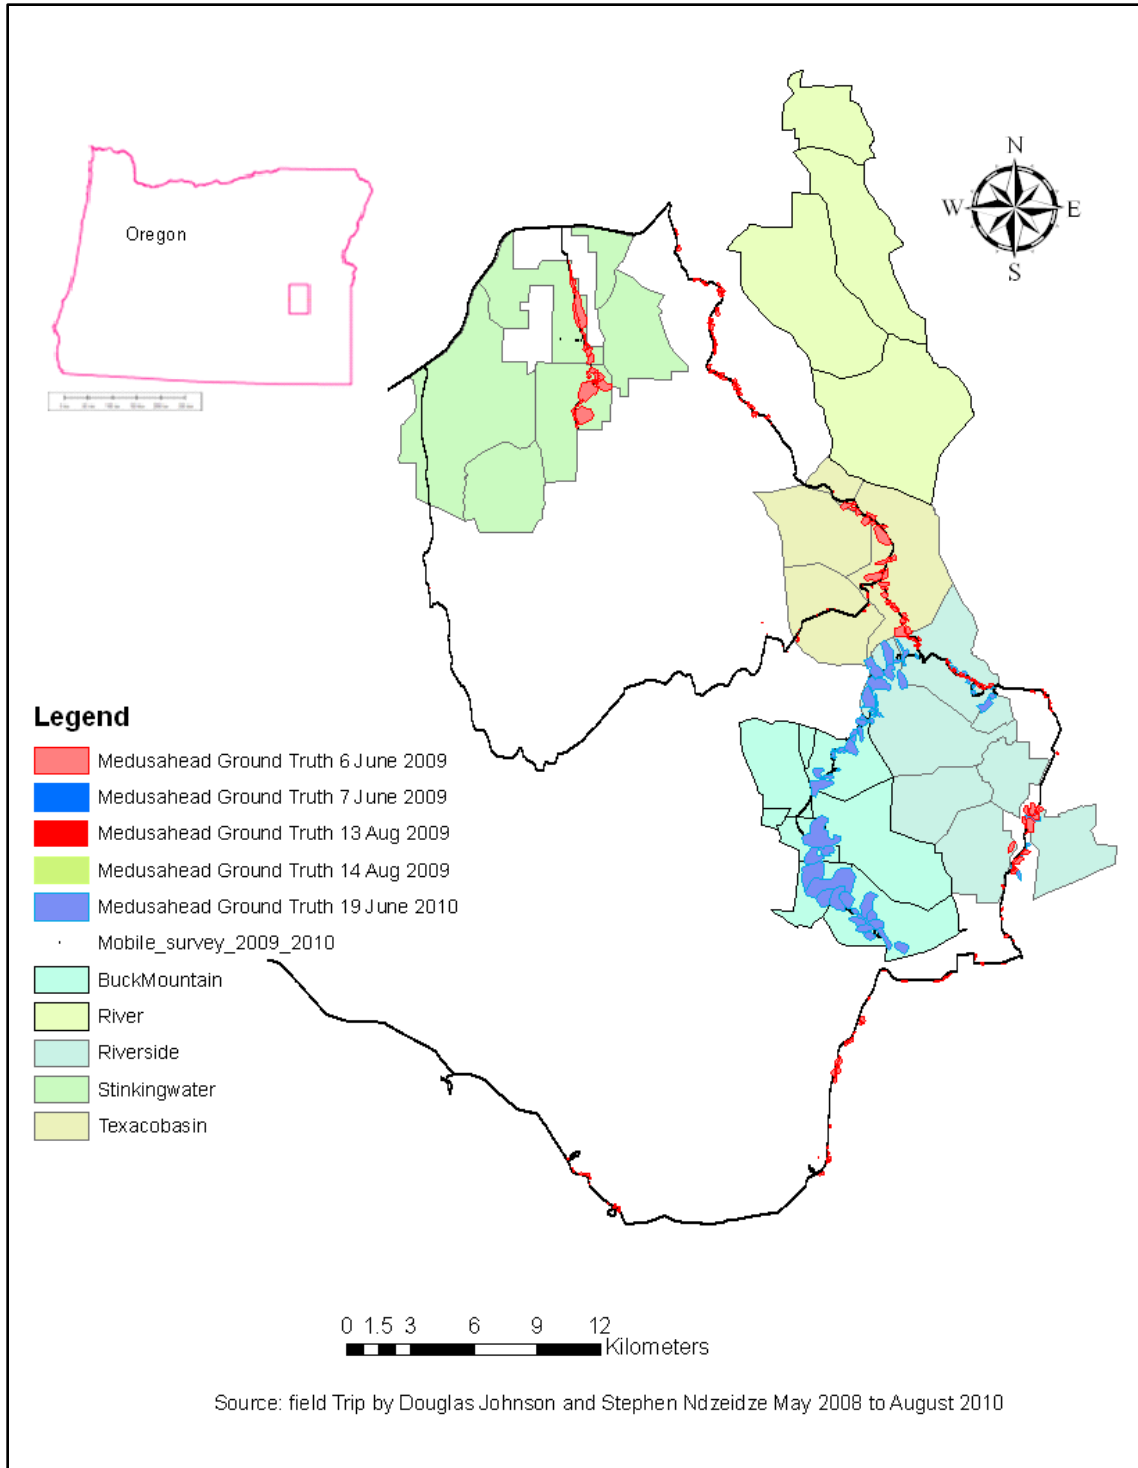 N
W E
S
Oregon
Legend
Medusahead Ground Truth 6 June 2009
Medusahead Ground Truth 7 June 2009
Medusahead Ground Truth 13 Aug 2009
Medusahead Ground Truth 14 Aug 2009
Medusahead Ground Truth 19 June 2010
Mobile_survey_2009_2010
BuckMountain
River
Riverside
Stinkingwater
Texacobasin
0 1.5 3 6 9 12
Kilometers
Source: field Trip by Douglas Johnson and Stephen Ndzeidze May 2008 to August 2010